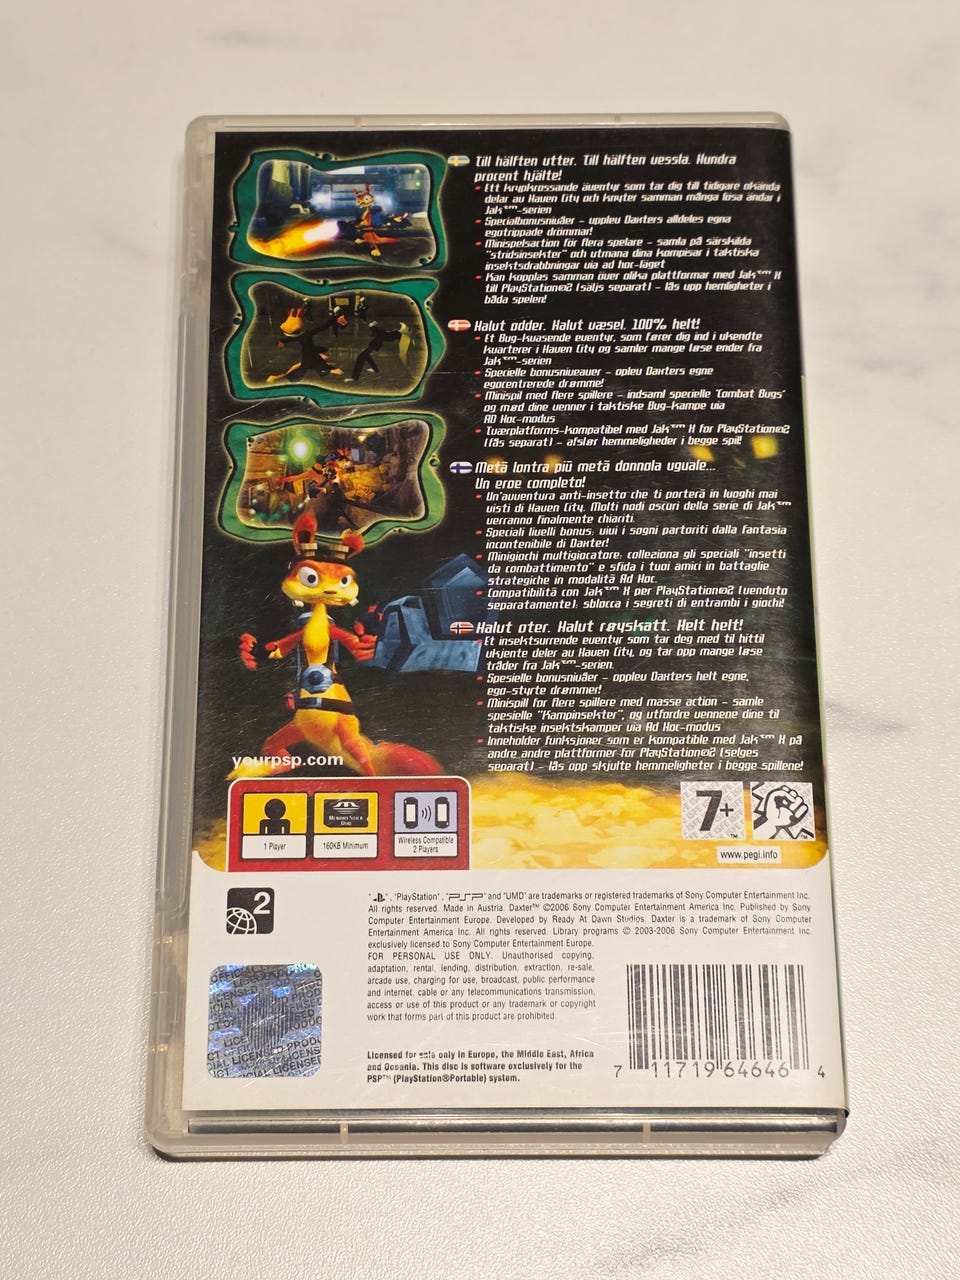 Till hälften utter. Till hälften vessla. Hundra
procent hjälte!
Ett krypkrossande äventyr som tar dig till tidigare okända
delar av Haven City och knyter samman många lösa ändar i
Jak™-serien
Specialbonusnivåer - upplev Daxters alldeles egna
egotrippade drömmar!
Minispelsaction för flera spelare - samla på särskilda
"stridsinsekter" och utmana dina kompisar i taktiska
insektsdrabbningar via ad hoc-läget
Kan kopplas samman över olika plattformar med Jak™ X
till PlayStation®2 (säljs separat) - lås upp hemligheter i
båda spelen!
Halvt odder. Halvt væsel. 100% helt!
Et Bug-kvasende eventyr, som fører dig ind i ukendte
kvarterer i Haven City og samler mange løse ender fra
Jak™-serien
Specielle bonusniveauer - oplev Daxters egne
egocentrerede drømme!
Minispil med flere spillere - indsaml specielle 'Combat Bugs'
og mød dine venner i taktiske Bug-kampe via
AD Hoc-modus
Tværplatforms-kompatibel med Jak™ X for PlayStation®2
(fås separat) - afslør hemmeligheder i begge spil!
Metà lontra più metà donnola uguale...
Un eroe completo!
Un'avventura anti-insetto che ti porterà in luoghi mai
visti di Haven City. Molti nodi oscuri della serie di Jak™
verranno finalmente chiariti.
Speciali livelli bonus: vivi i sogni partoriti dalla fantasia
incontenibile di Daxter!
Minigiochi multigiocatore: colleziona gli speciali "insetti
da combattimento" e sfida i tuoi amici in battaglie
strategiche in modalità Ad Hoc.
Compatibilità con Jak™ X per PlayStation®2 (venduto
separatamente): sblocca i segreti di entrambi i giochi!
Halvt oter. Halvt røyskatt. Helt helt!
Et insektsurrende eventyr som tar deg med til hittil
ukjente deler av Haven City, og tar opp mange løse
tråder fra Jak™-serien.
Spesielle bonusnivåer - opplev Daxters helt egne,
ego-styrte drømmer!
Minispill for flere spillere med masse action - samle
spesielle "Kampinsekter", og utfordre vennene dine til
taktiske insektskamper via Ad Hoc-modus
Inneholder funksjoner som er kompatible med Jak™ X på
andre andre plattformer för PlayStation®2 (selges
separat) - lås opp skjulte hemmeligheter i begge spillene!
yourpsp.com
1 Player
MEMORY STICK
DUO
160KB Minimum
Wireless Compatible
2 Players
7+
TM
TM
www.pegi.info
2
"", "PlayStation", "PSP" and "UMD" are trademarks or registered trademarks of Sony Computer Entertainment Inc.
All rights reserved. Made in Austria. Daxter™ ©2006 Sony Computer Entertainment America Inc. Published by Sony
Computer Entertainment Europe. Developed by Ready At Dawn Studios. Daxter is a trademark of Sony Computer
Entertainment America Inc. All rights reserved. Library programs © 2003-2006 Sony Computer Entertainment Inc.
exclusively licensed to Sony Computer Entertainment Europe.
FOR PERSONAL USE ONLY. Unauthorised copying,
adaptation, rental, lending, distribution, extraction, re-sale,
arcade use, charging for use, broadcast, public performance
and internet, cable or any telecommunications transmission,
access or use of this product or any trademark or copyright
work that forms part of this product are prohibited.
Licensed for sale only in Europe, the Middle East, Africa
and Oceania. This disc is software exclusively for the
PSP™ (PlayStation®Portable) system.
7 11719 64646 4